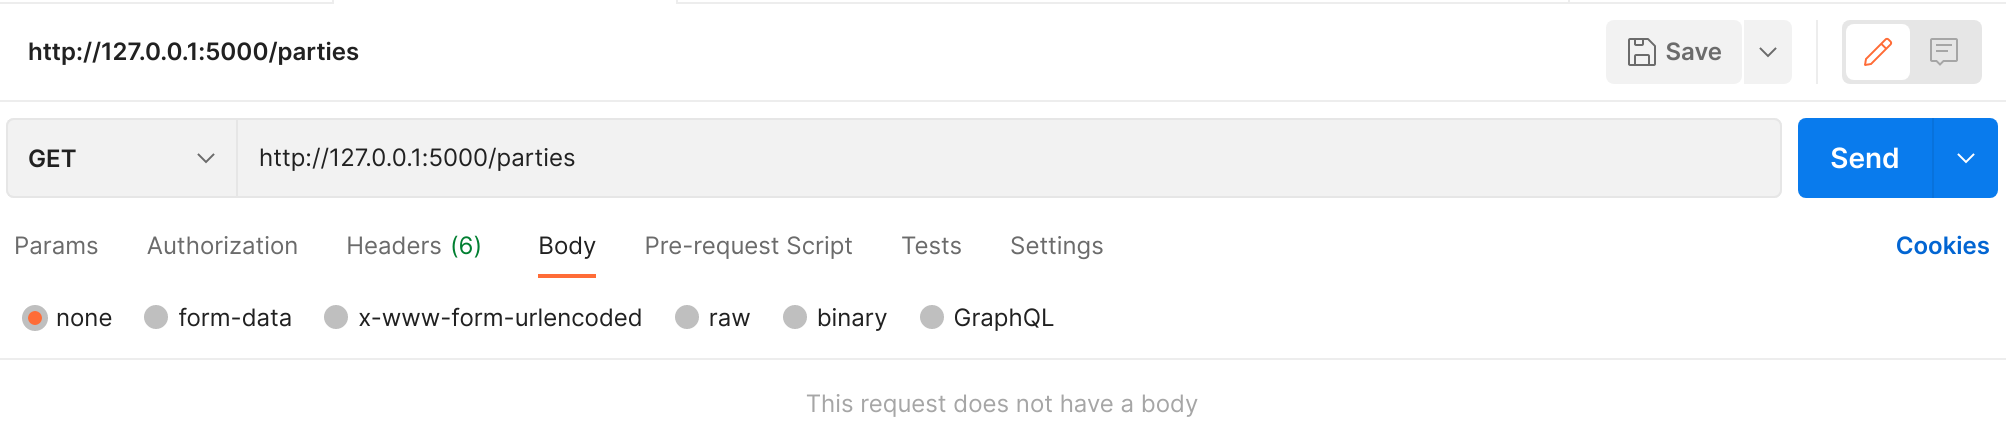 http://127.0.0.1:5000/parties
Save
GET
http://127.0.0.1:5000/parties
Send
Params Authorization Headers (6) Body Pre-request Script Tests Settings Cookies
none form-data x-www-form-urlencoded raw binary GraphQL
This request does not have a body